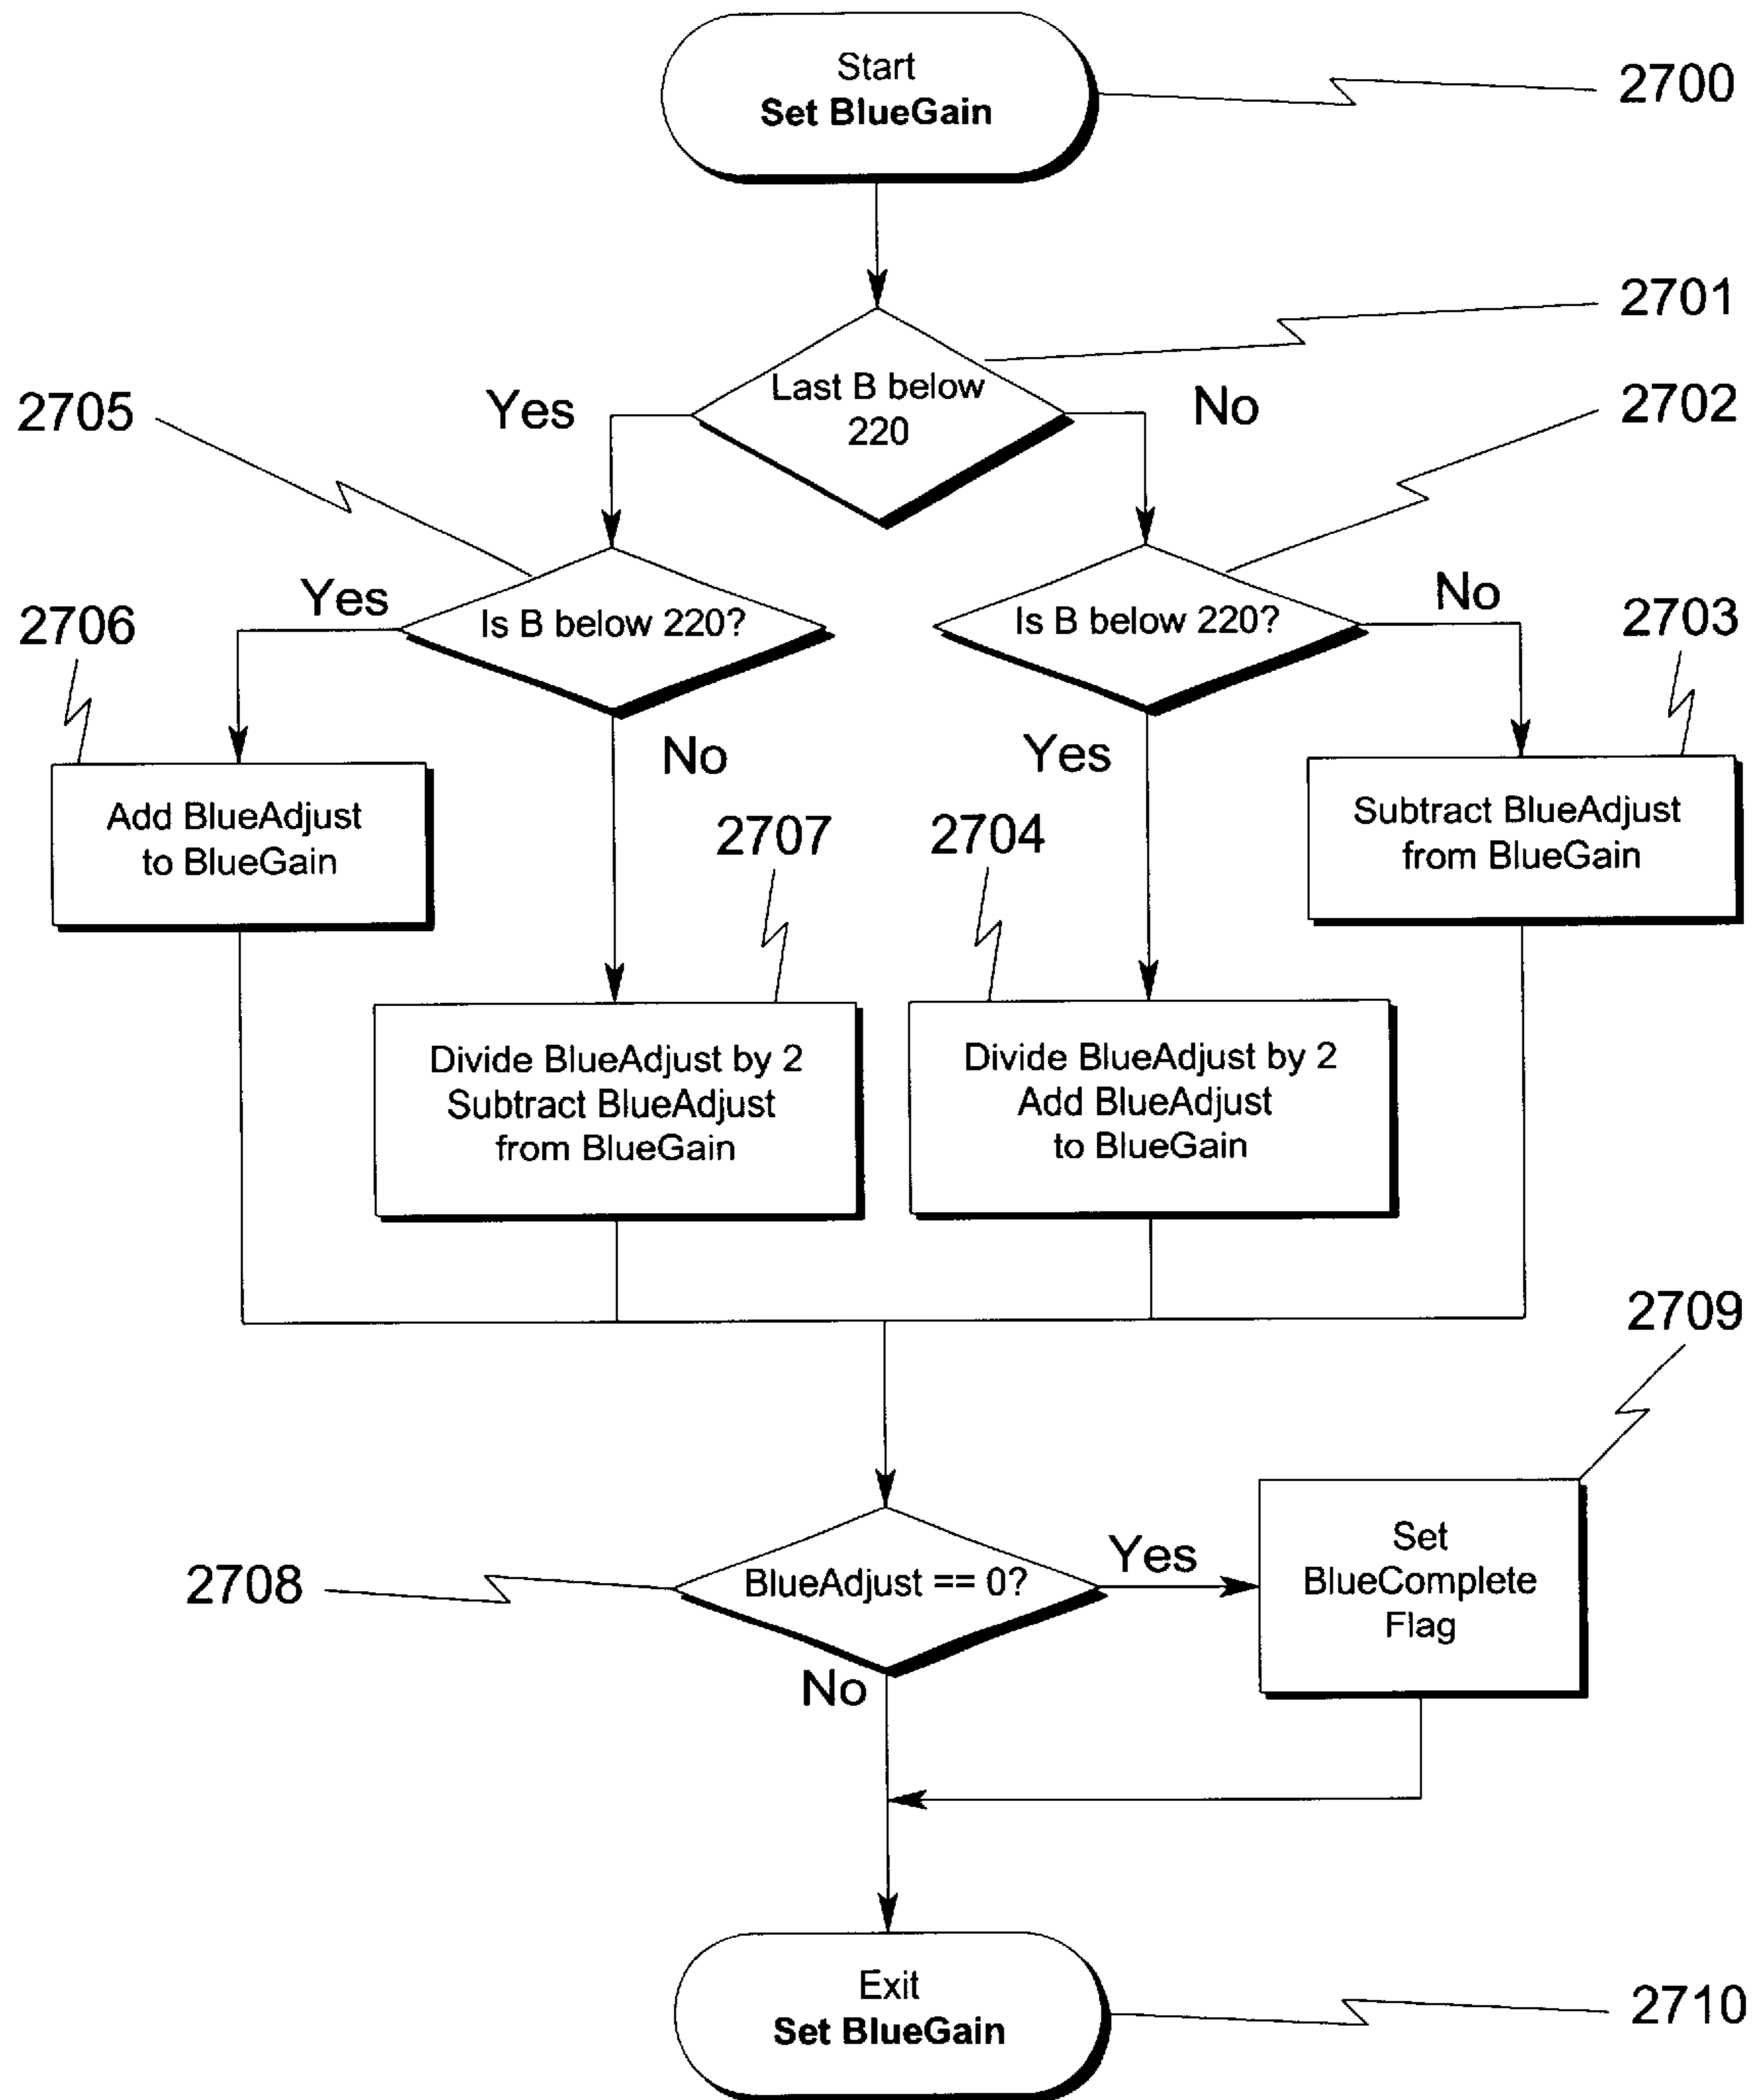 Start
Set BlueGain
2700
2701
Last B below
220
Yes
No
2705
2702
Is B below 220?
Yes
No
Is B below 220?
No
Yes
2706
2703
Add BlueAdjust
to BlueGain
Subtract BlueAdjust
from BlueGain
2707
2704
Divide BlueAdjust by 2
Subtract BlueAdjust
from BlueGain
Divide BlueAdjust by 2
Add BlueAdjust
to BlueGain
2709
2708
BlueAdjust == 0?
Yes
No
Set
BlueComplete
Flag
Exit
Set BlueGain
2710